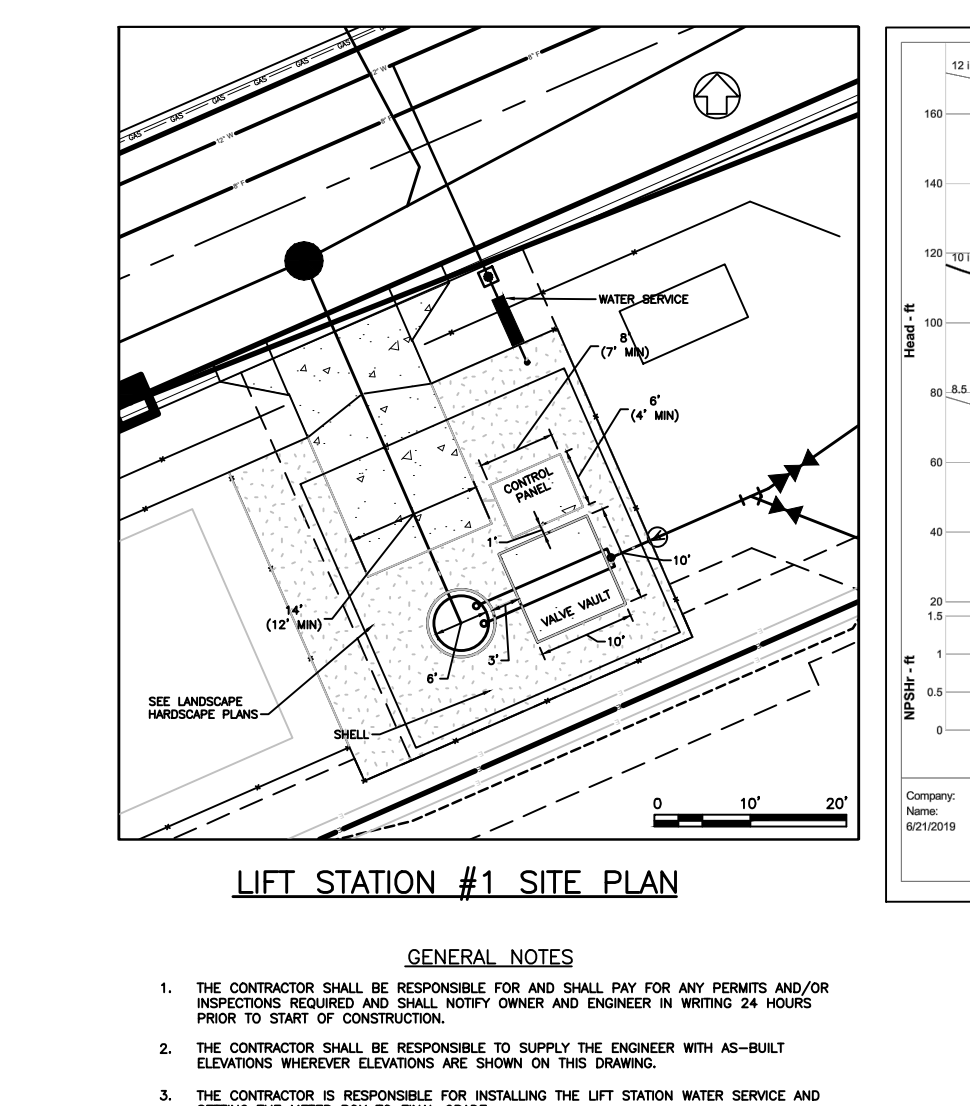 GAS GAS GAS GAS GAS GAS
12" W
2" W
8" F
8" F
8" F
WATER SERVICE
8'
(7' MIN)
6'
(4' MIN)
CONTROL
PANEL
1'
10'
14'
(12' MIN)
VALVE VAULT
10'
3'
6'
SEE LANDSCAPE
HARDSCAPE PLANS
SHELL
0 10' 20'
LIFT STATION #1 SITE PLAN
GENERAL NOTES
1. THE CONTRACTOR SHALL BE RESPONSIBLE FOR AND SHALL PAY FOR ANY PERMITS AND/OR
INSPECTIONS REQUIRED AND SHALL NOTIFY OWNER AND ENGINEER IN WRITING 24 HOURS
PRIOR TO START OF CONSTRUCTION.
2. THE CONTRACTOR SHALL BE RESPONSIBLE TO SUPPLY THE ENGINEER WITH AS-BUILT
ELEVATIONS WHEREVER ELEVATIONS ARE SHOWN ON THIS DRAWING.
3. THE CONTRACTOR IS RESPONSIBLE FOR INSTALLING THE LIFT STATION WATER SERVICE AND
12 i
160
140
120
10 i
100
Head - ft
80
8.5
60
40
20
1.5
1
0.5
0
NPSHr - ft
Company:
Name:
6/21/2019